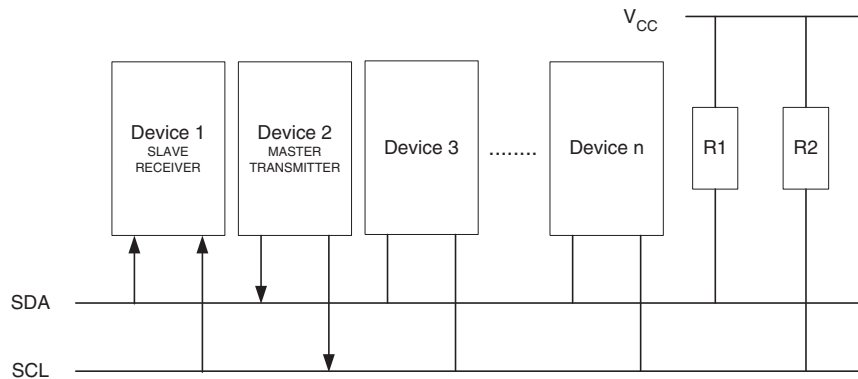 VCC
Device 1
SLAVE
RECEIVER
Device 2
MASTER
TRANSMITTER
Device 3
........
Device n
R1
R2
SDA
SCL